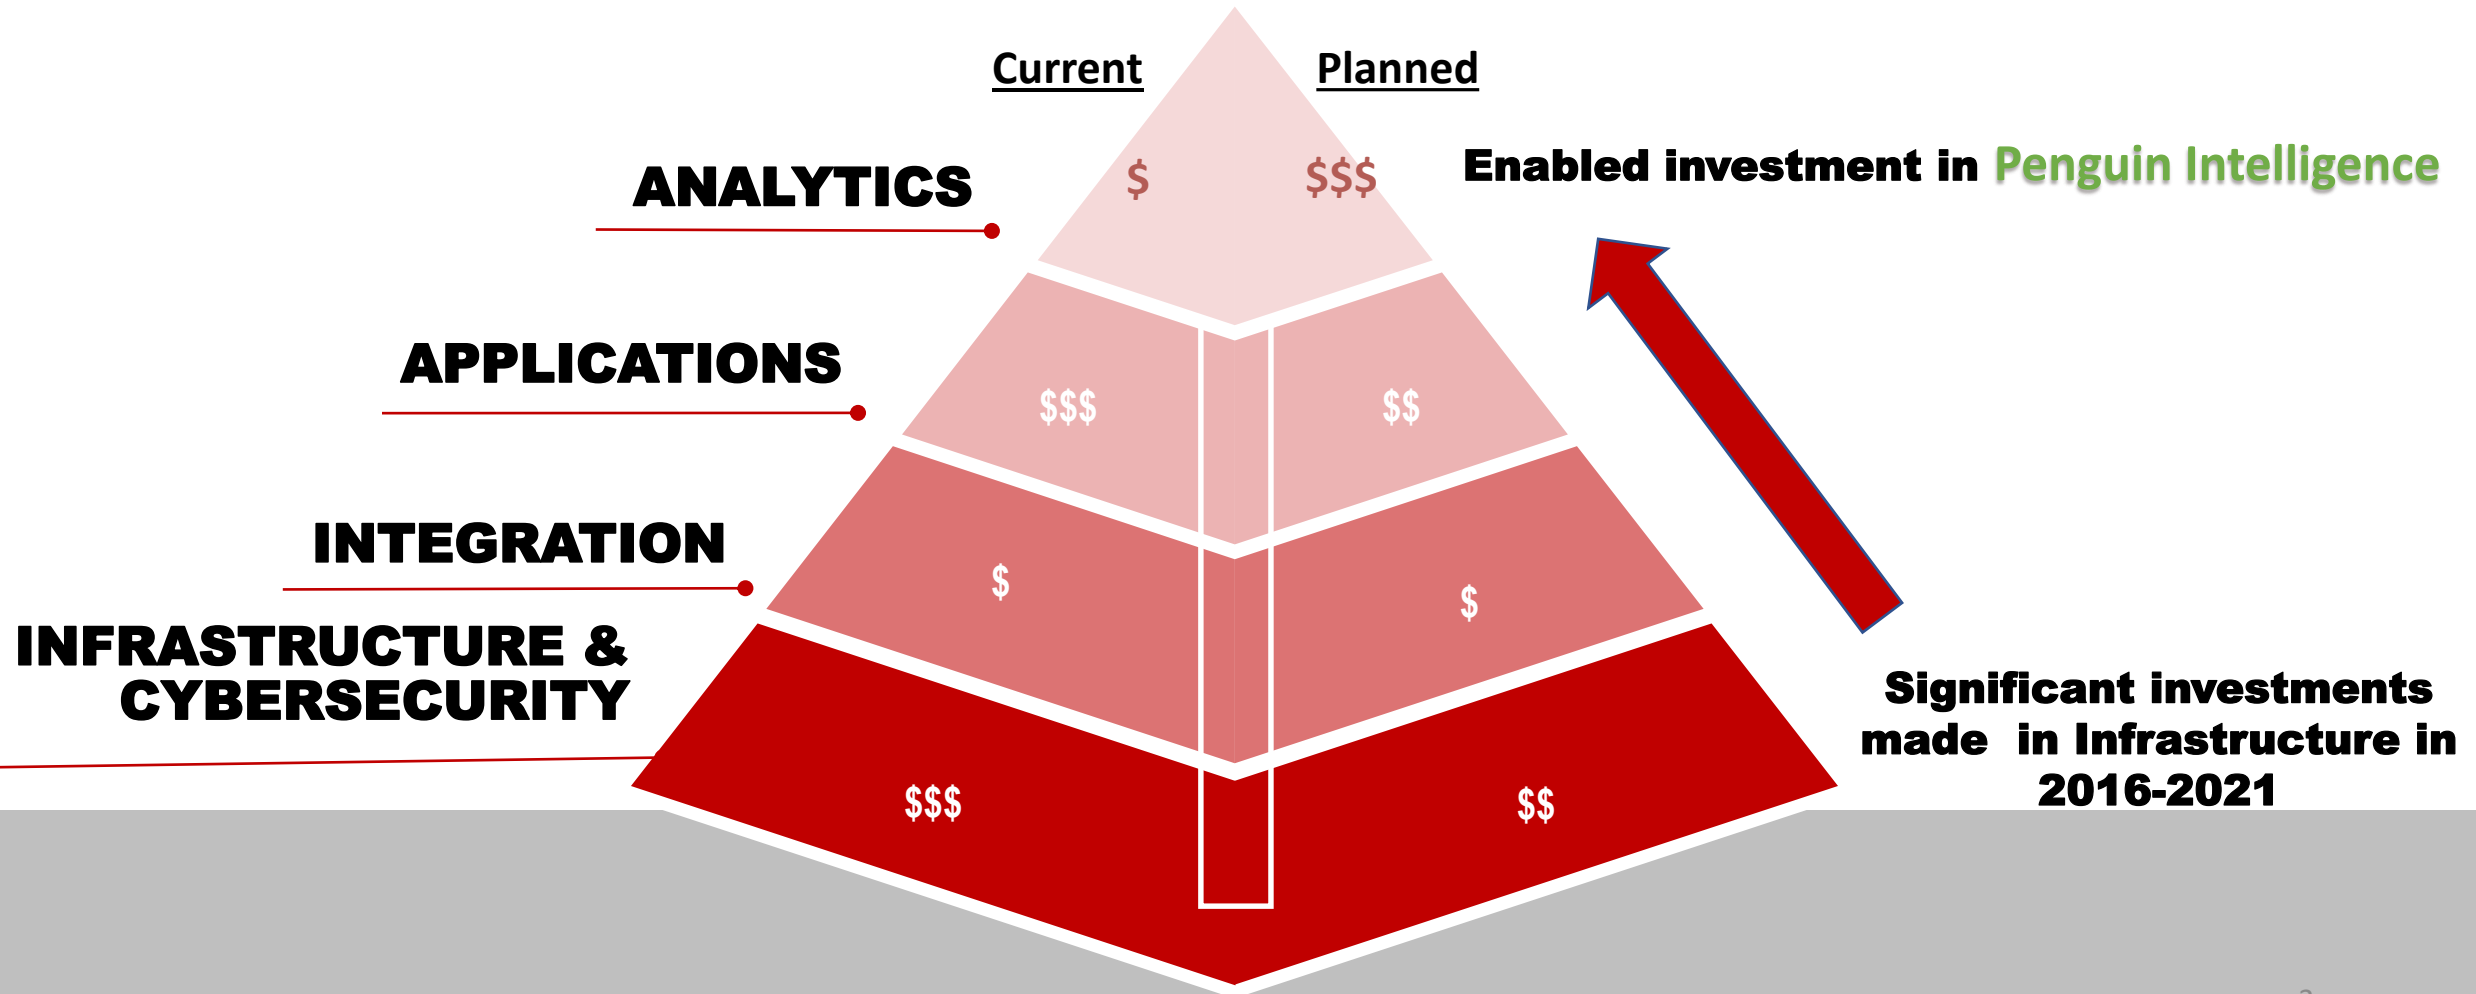 Current
Planned
ANALYTICS
$
$$$
Enabled investment in Penguin Intelligence
APPLICATIONS
$$$
$$
INTEGRATION
$
$
INFRASTRUCTURE &
CYBERSECURITY
$$$
$$
Significant investments
made in Infrastructure in
2016-2021